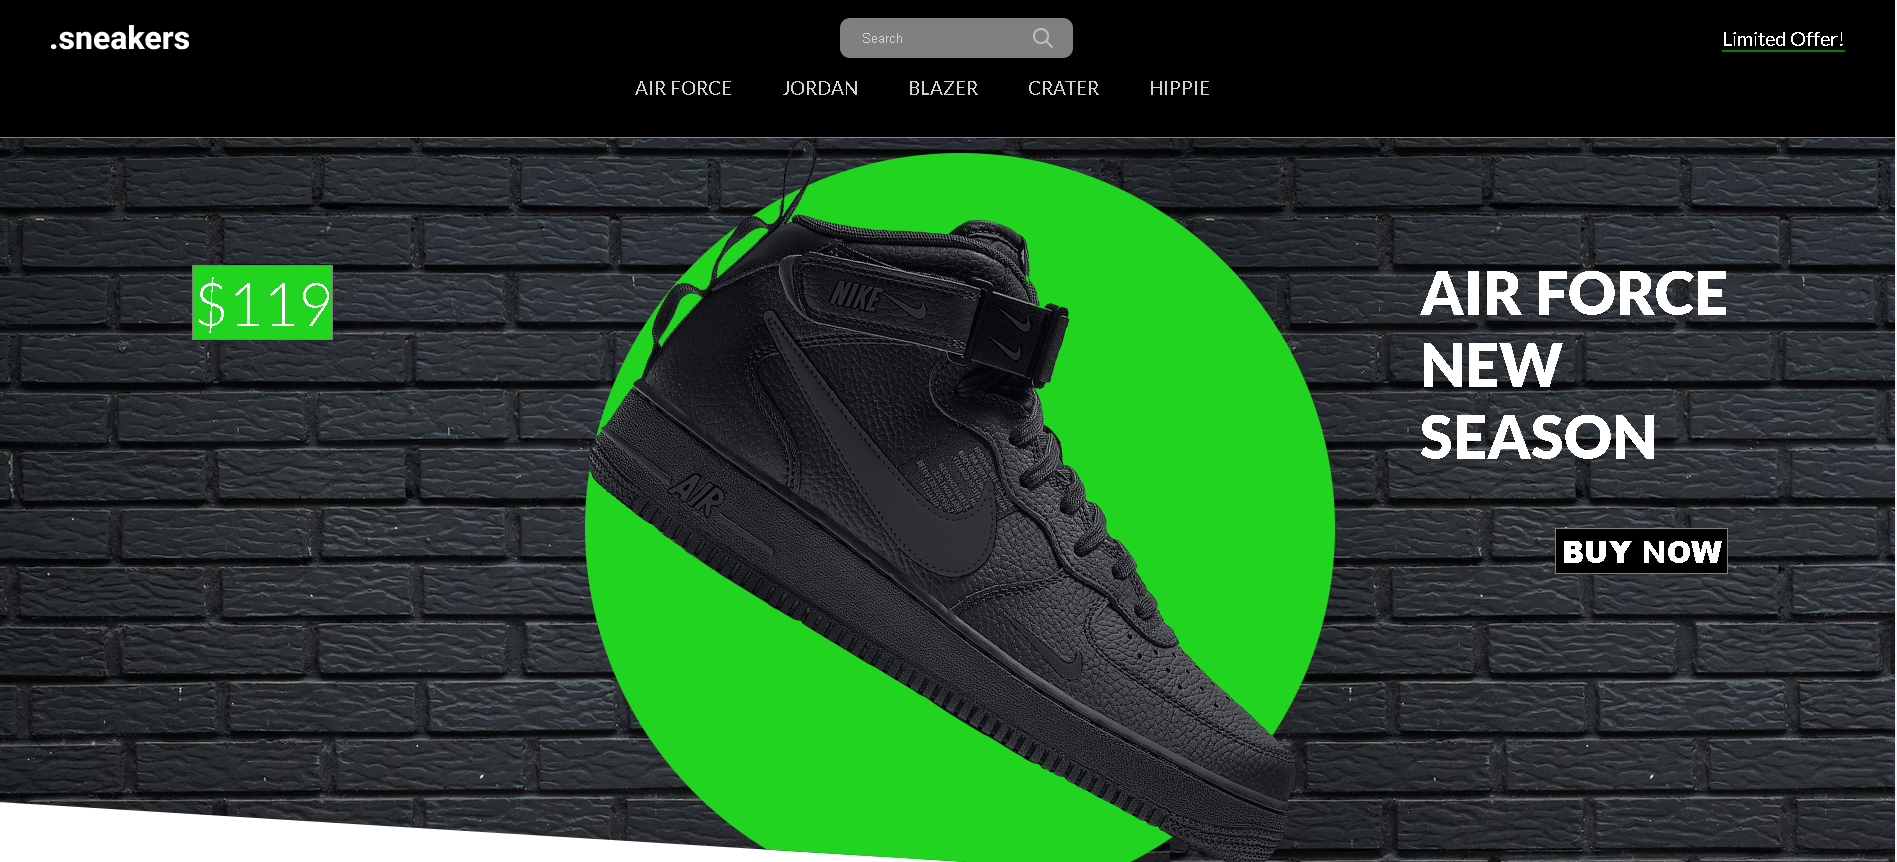 .sneakers
Search
Limited Offer!
AIR FORCE
JORDAN
BLAZER
CRATER
HIPPIE
$119
AIR FORCE
NEW
SEASON
BUY NOW
NIKE
AIR